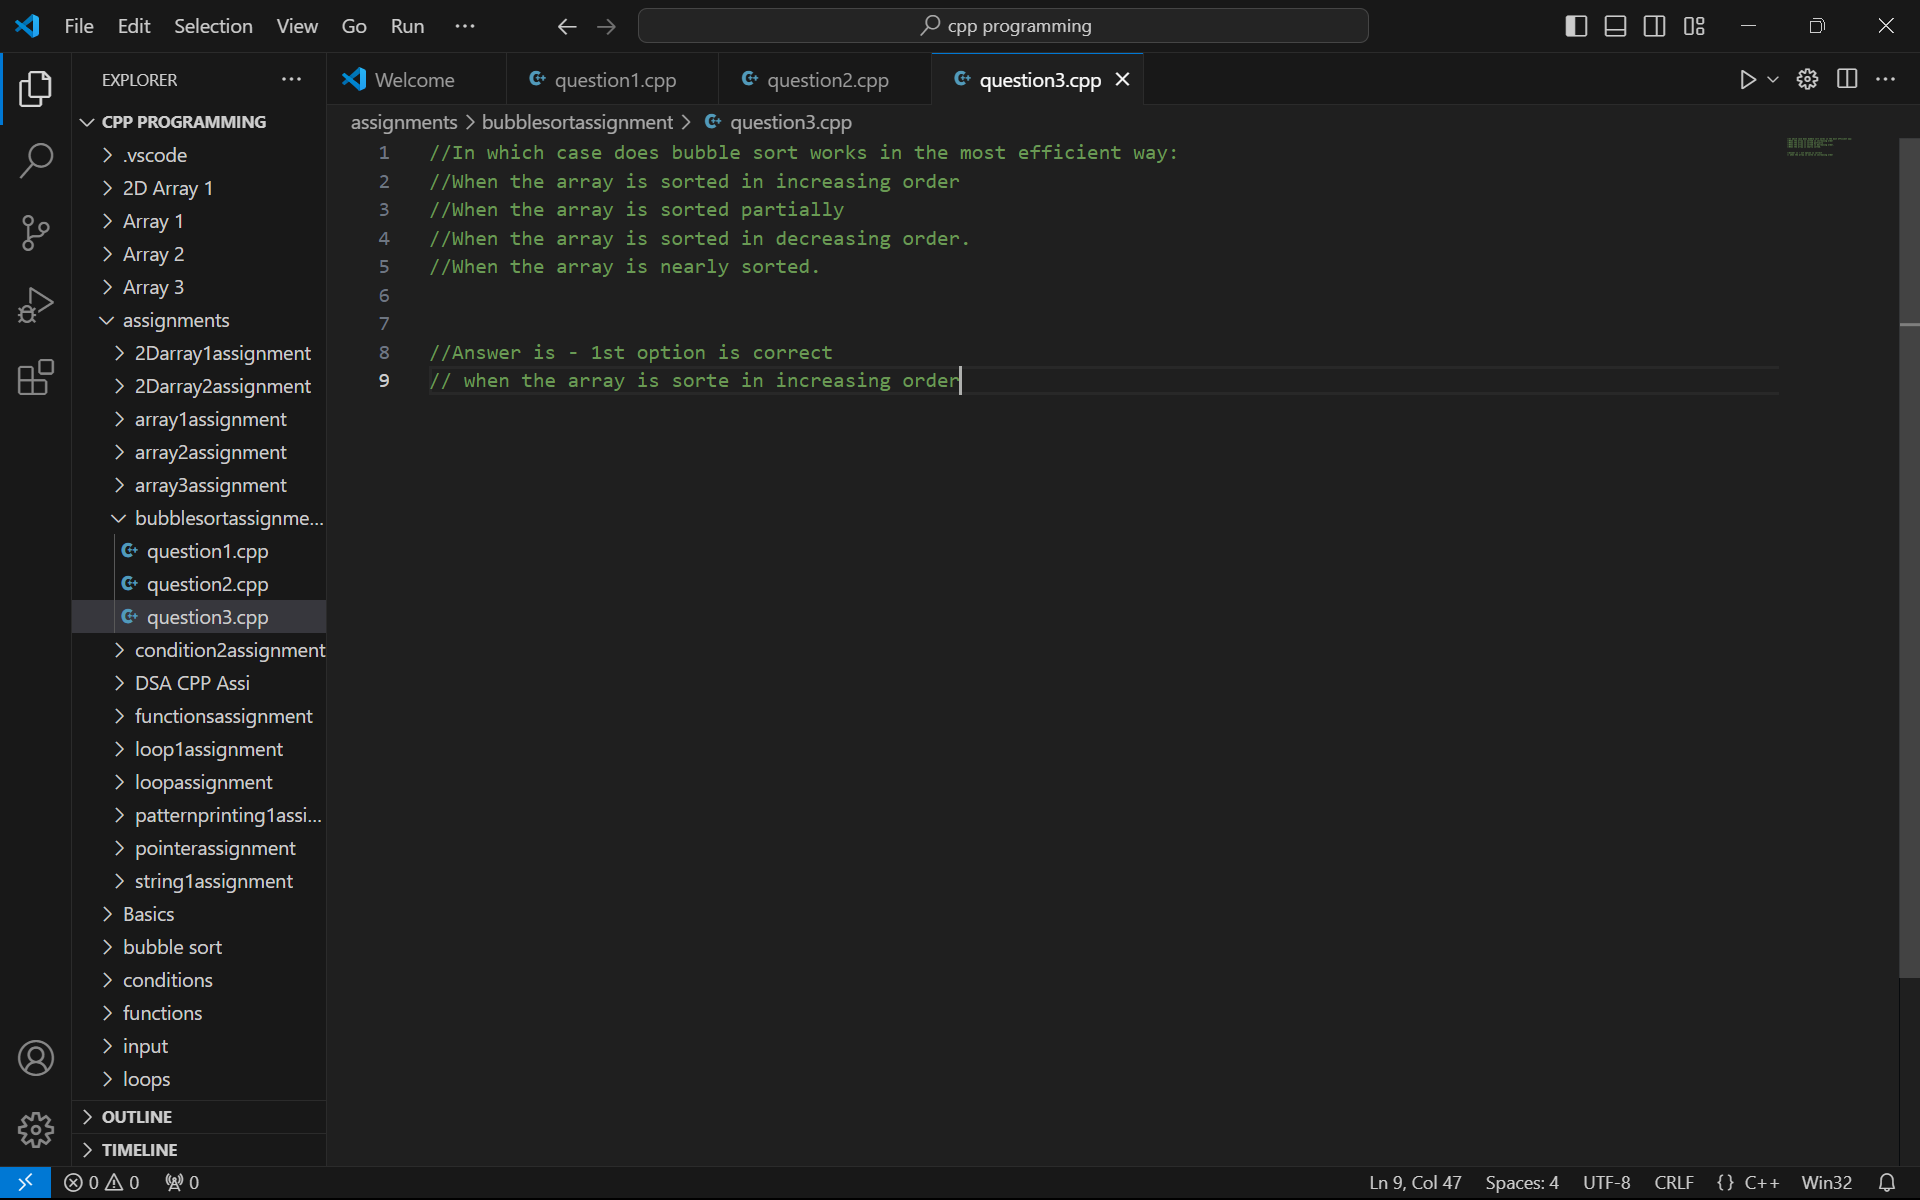 File Edit Selection View Go Run ···
cpp programming
EXPLORER ···
Welcome
question1.cpp
question2.cpp
question3.cpp
CPP PROGRAMMING
.vscode
2D Array 1
Array 1
Array 2
Array 3
assignments
2Darray1assignment
2Darray2assignment
array1assignment
array2assignment
array3assignment
bubblesortassignme...
question1.cpp
question2.cpp
question3.cpp
condition2assignment
DSA CPP Assi
functionsassignment
loop1assignment
loopassignment
patternprinting1assi...
pointerassignment
string1assignment
Basics
bubble sort
conditions
functions
input
loops
OUTLINE
TIMELINE
assignments > bubblesortassignment > question3.cpp
1 //In which case does bubble sort works in the most efficient way:
2 //When the array is sorted in increasing order
3 //When the array is sorted partially
4 //When the array is sorted in decreasing order.
5 //When the array is nearly sorted.
6
7
8 //Answer is - 1st option is correct
9 // when the array is sorte in increasing order
0 0 0 Ln 9, Col 47 Spaces: 4 UTF-8 CRLF {} C++ Win32